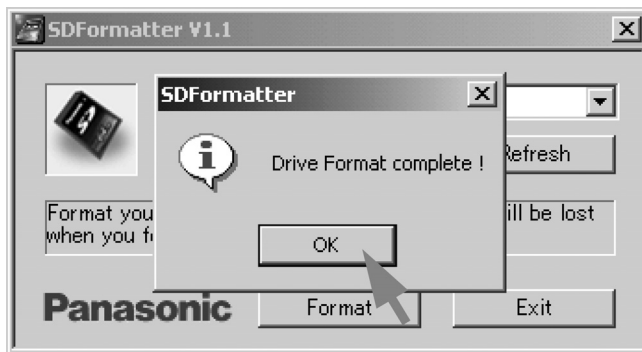 SDFormatter V1.1
SDFormatter
Drive Format complete !
Refresh
Format you
ill be lost
when you f
OK
Panasonic
Format
Exit